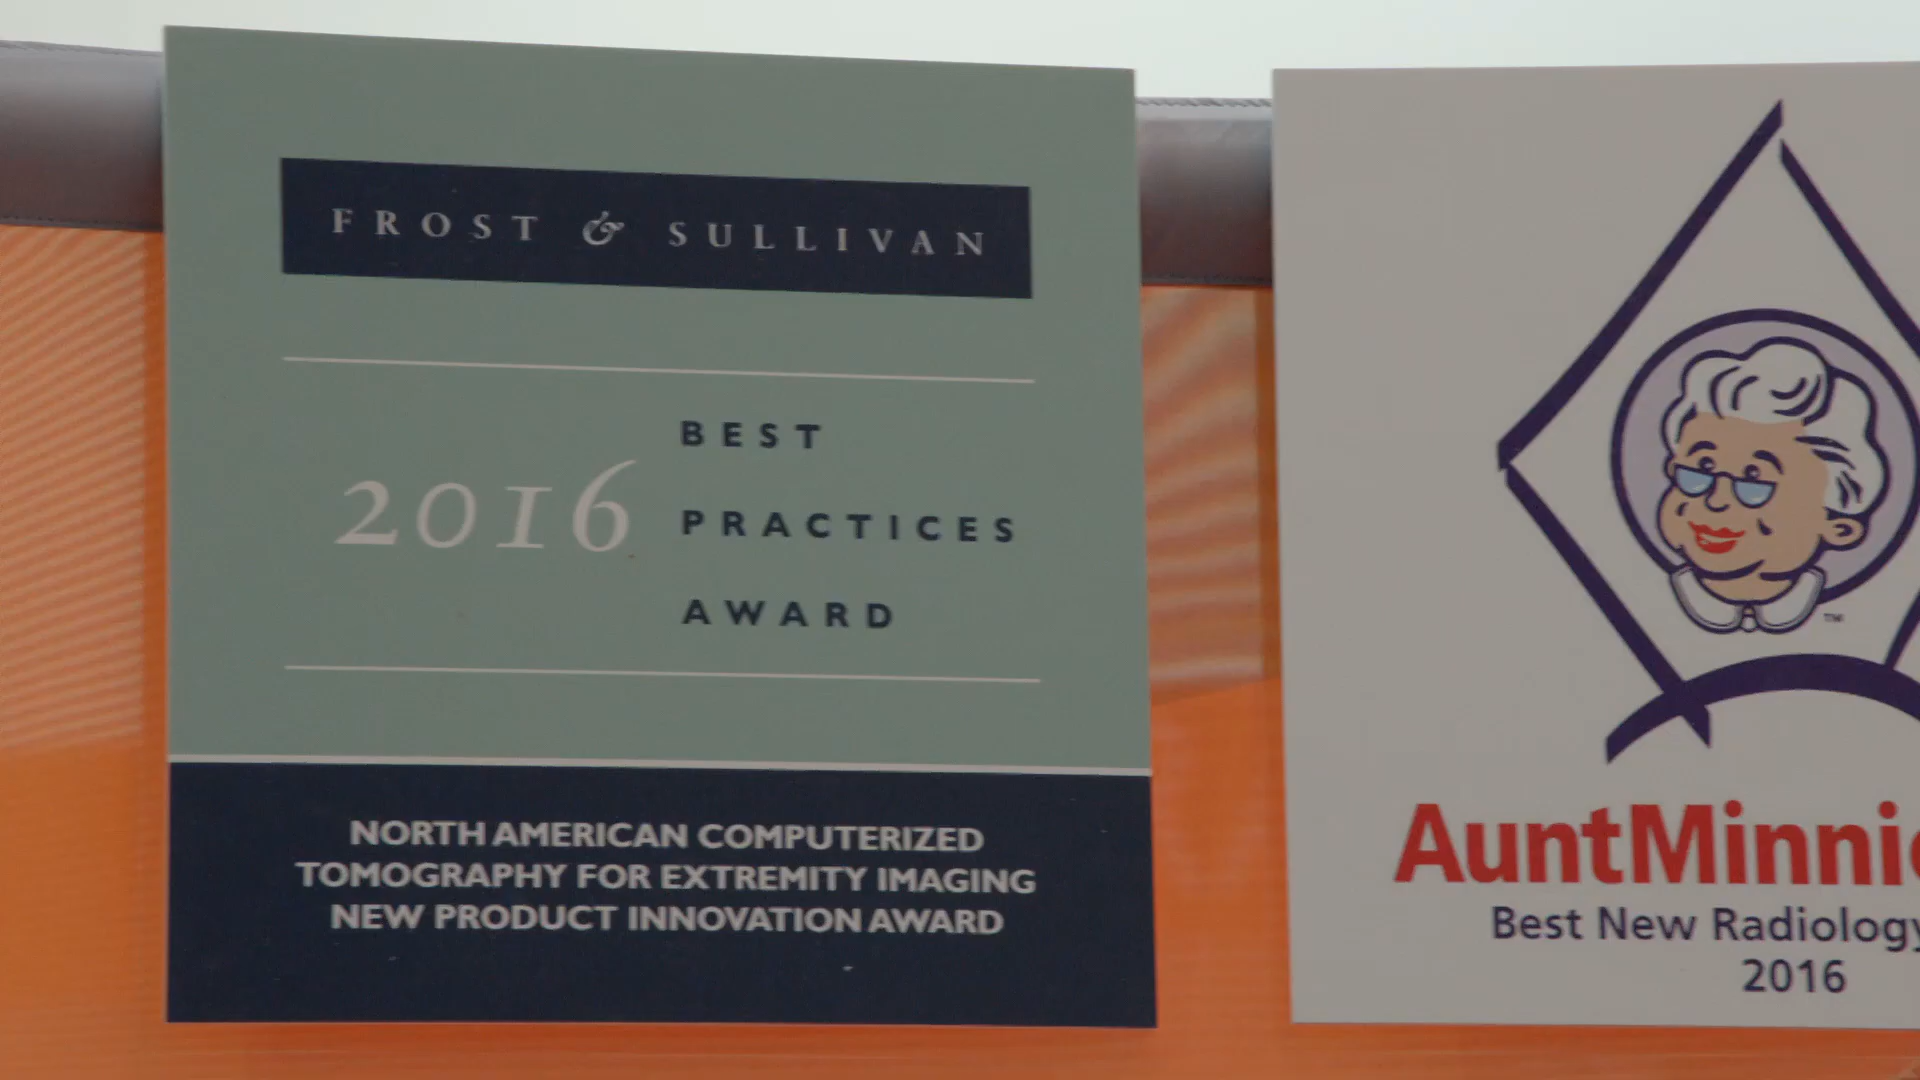 FROST & SULLIVAN
2016
BEST
PRACTICES
AWARD
NORTH AMERICAN COMPUTERIZED
TOMOGRAPHY FOR EXTREMITY IMAGING
NEW PRODUCT INNOVATION AWARD
TM
AuntMinnie
Best New Radiology
2016